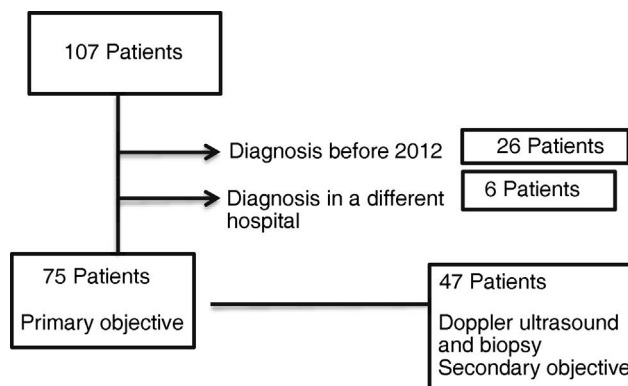 107 Patients
Diagnosis before 2012
26 Patients
Diagnosis in a different
hospital
6 Patients
75 Patients
Primary objective
47 Patients
Doppler ultrasound
and biopsy
Secondary objective